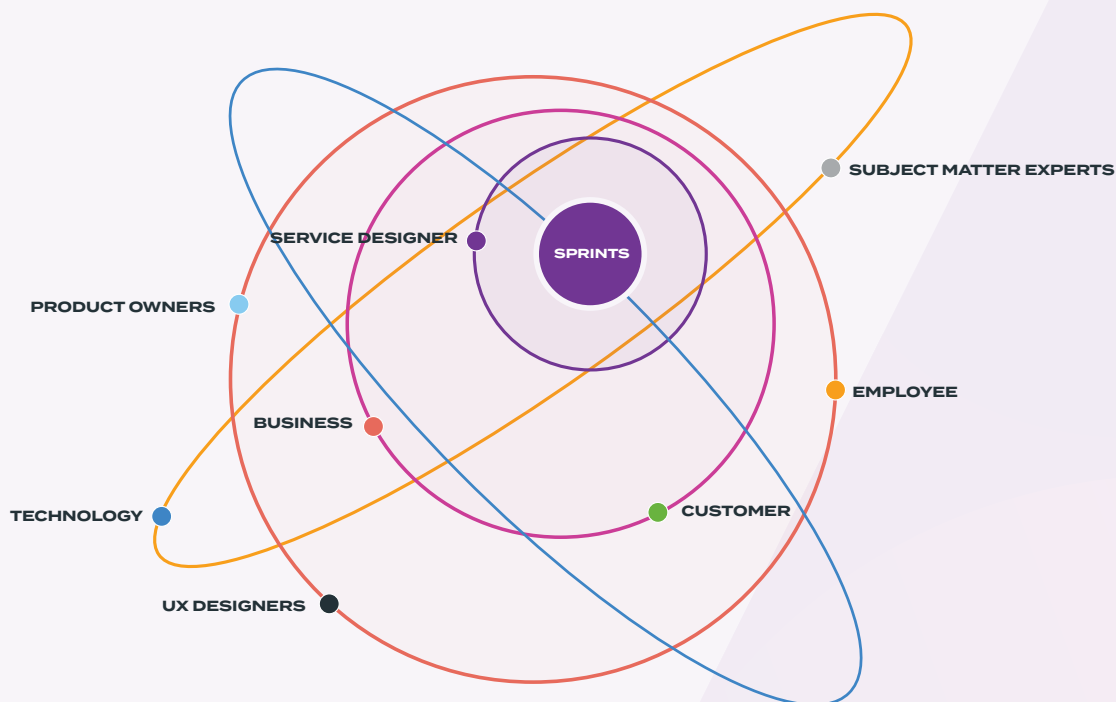 SUBJECT MATTER EXPERTS
SERVICE DESIGNER
SPRINTS
PRODUCT OWNERS
EMPLOYEE
BUSINESS
CUSTOMER
TECHNOLOGY
UX DESIGNERS